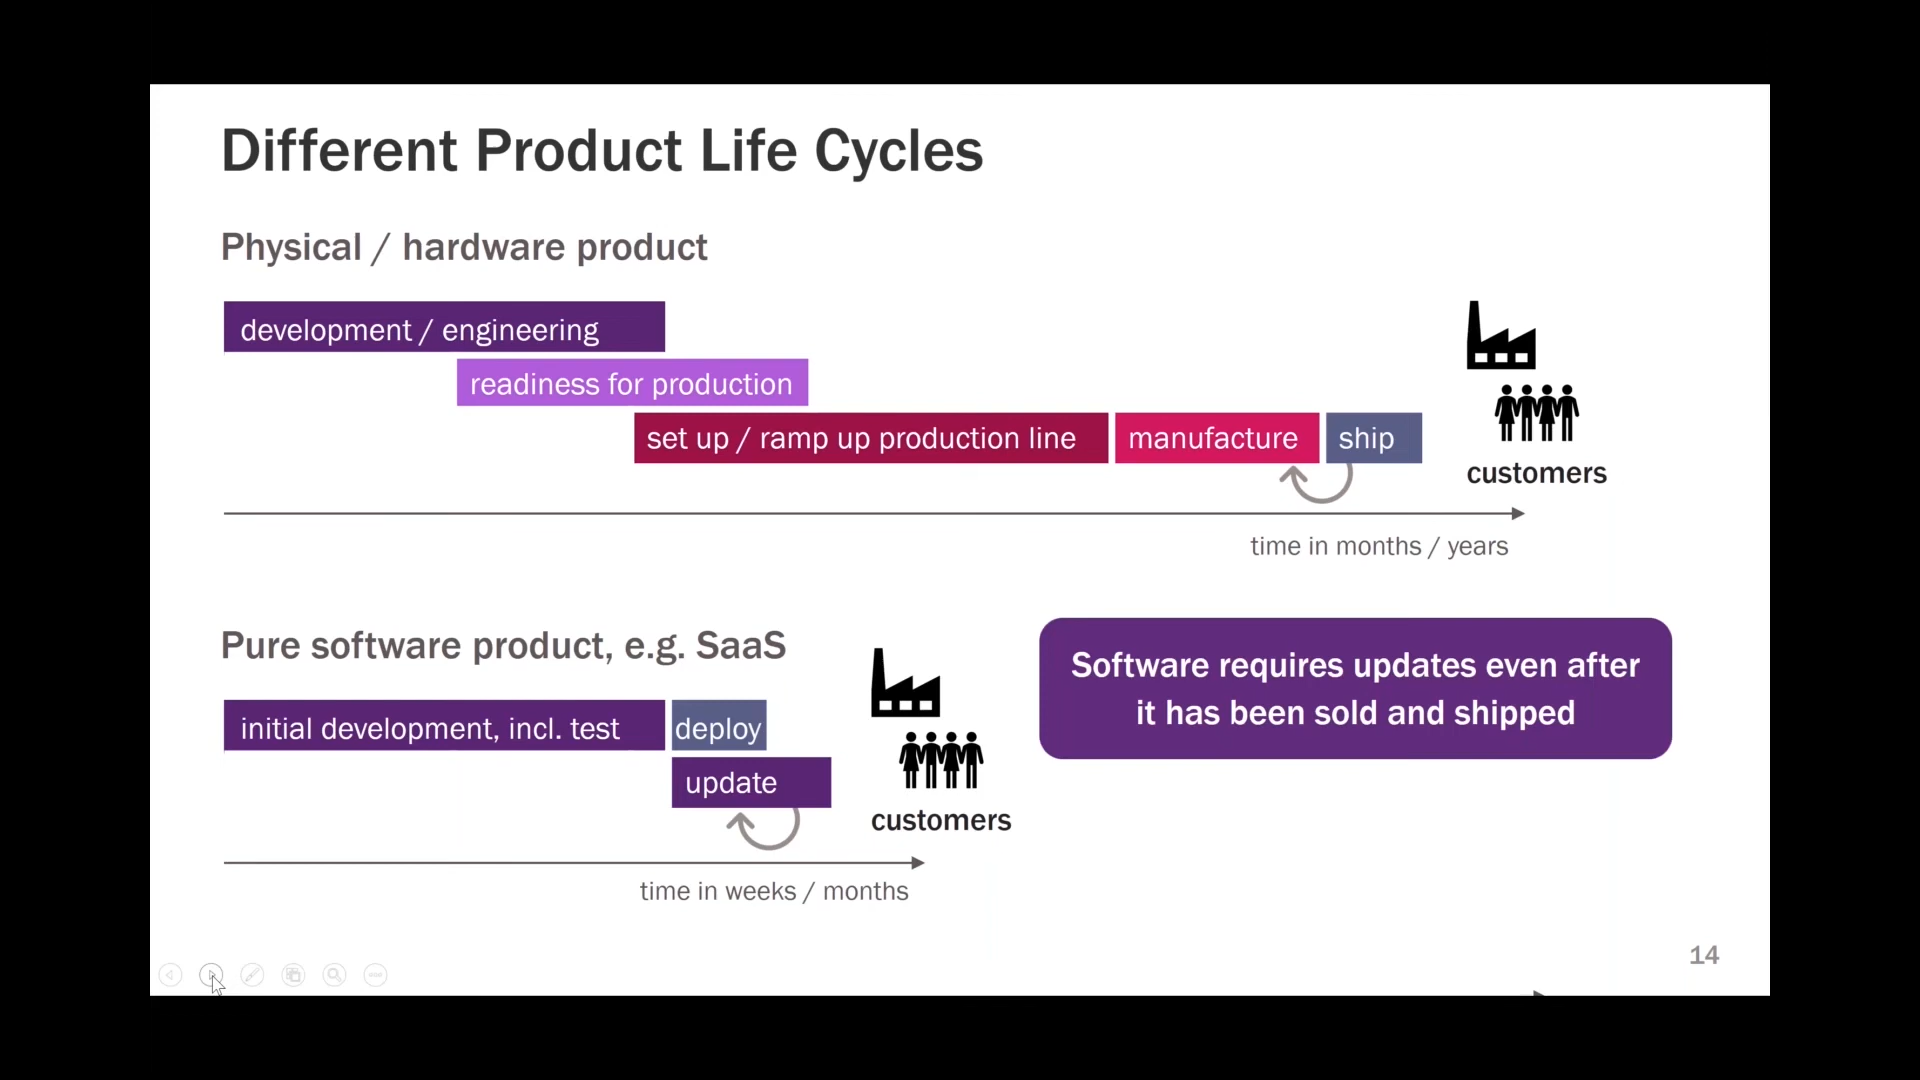 Different Product Life Cycles
Physical / hardware product
development / engineering
readiness for production
set up / ramp up production line
manufacture
ship
customers
time in months / years
Pure software product, e.g. SaaS
initial development, incl. test
deploy
update
customers
time in weeks / months
Software requires updates even after
it has been sold and shipped
14